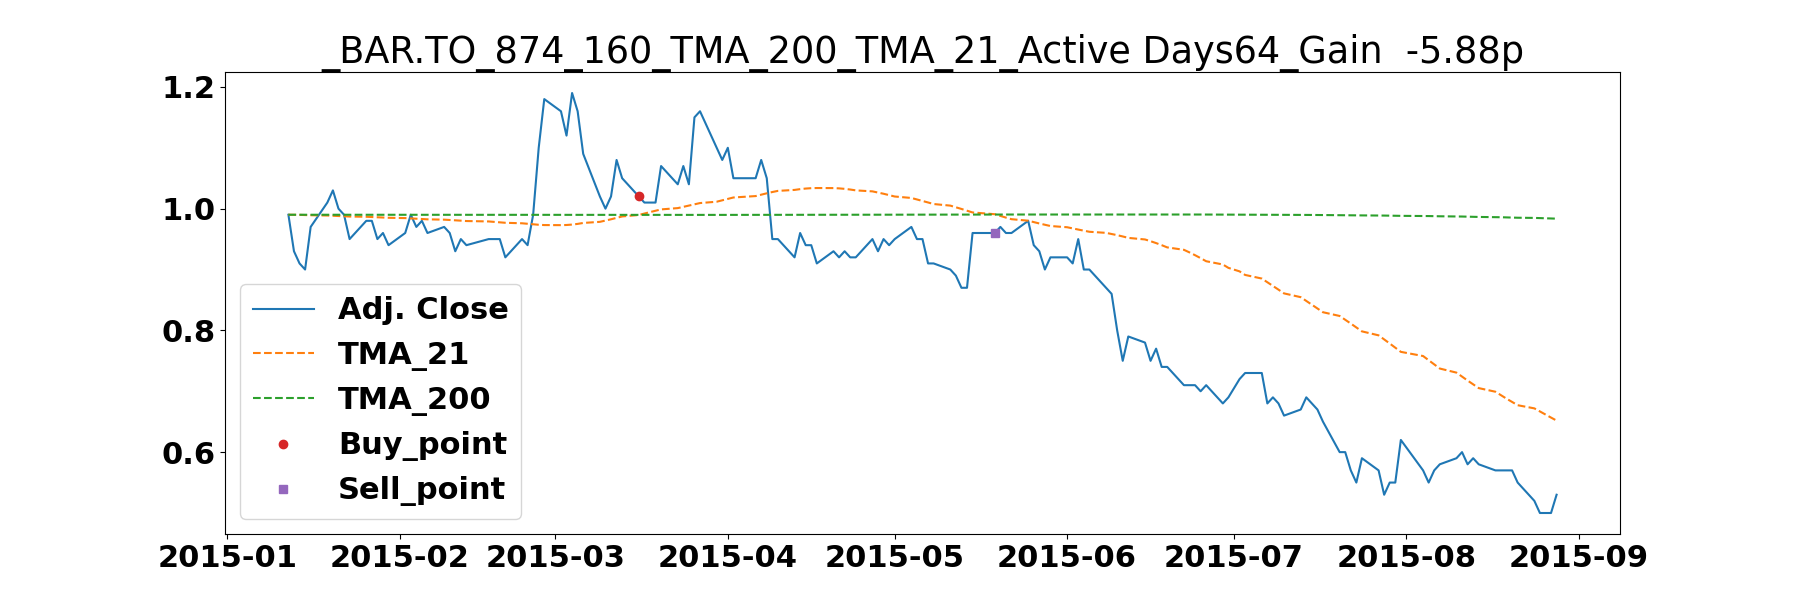 _BAR.TO_874_160_TMA_200_TMA_21_Active Days64_Gain  -5.88p
1.2
1.0
0.8
0.6
Adj. Close
TMA_21
TMA_200
Buy_point
Sell_point
2015-01 2015-02 2015-03 2015-04 2015-05 2015-06 2015-07 2015-08 2015-09